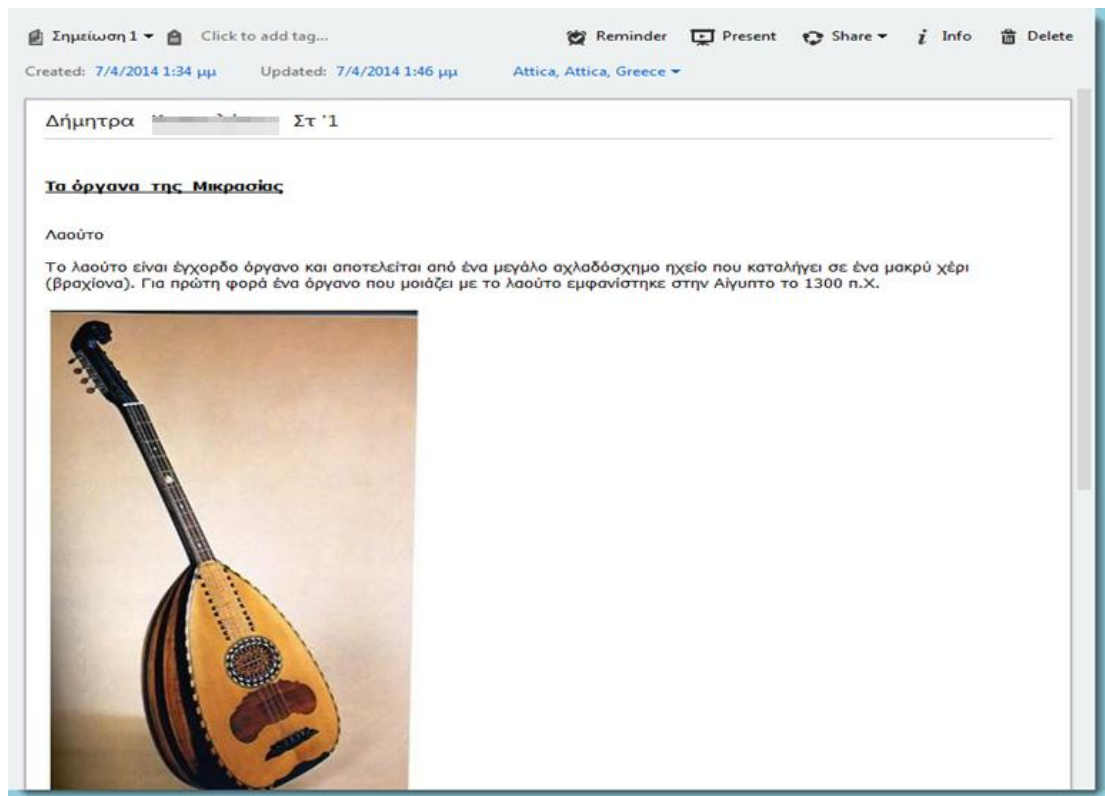 Σημείωση 1 Click to add tag... Reminder Present Share i Info Delete
Created: 7/4/2014 1:34 μμ Updated: 7/4/2014 1:46 μμ Attica, Attica, Greece
Δήμητρα Στ '1
Τα όργανα της Μικρασίας
Λαούτο
Το λαούτο είναι έγχορδο όργανο και αποτελείται από ένα μεγάλο αχλαδόσχημο ηχείο που καταλήγει σε ένα μακρύ χέρι
(βραχίονα). Για πρώτη φορά ένα όργανο που μοιάζει με το λαούτο εμφανίστηκε στην Αίγυπτο το 1300 π.Χ.